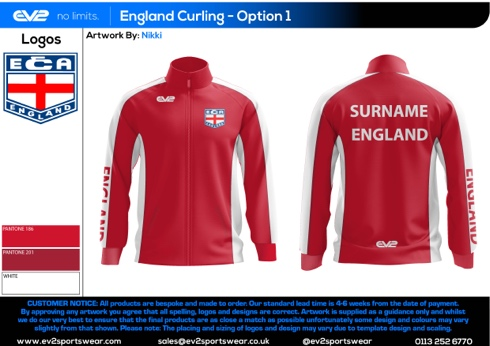 EV2 no limits. England Curling - Option 1
Logos
Artwork By: Nikki
ECA
ENGLAND
EV2
ECA
ENGLAND
SURNAME
ENGLAND
ENGLAND
ENGLAND
EV2
PANTONE 186
PANTONE 201
WHITE
CUSTOMER NOTICE: All products are bespoke and made to order. Our standard lead time is 4-6 weeks from the date of payment.
By approving any artwork you agree that all spelling, logos and designs are correct. Artwork is supplied as a guidance only and whilst
we do our very best to ensure that the final products are as close a match as possible unfortunately some designs and colours may vary
slightly from that shown. Please note: The placing and sizing of logos and design may vary due to template design and scaling.
www.ev2sportswear.com sales@ev2sportswear.co.uk @ev2sportswear 0113 252 6770